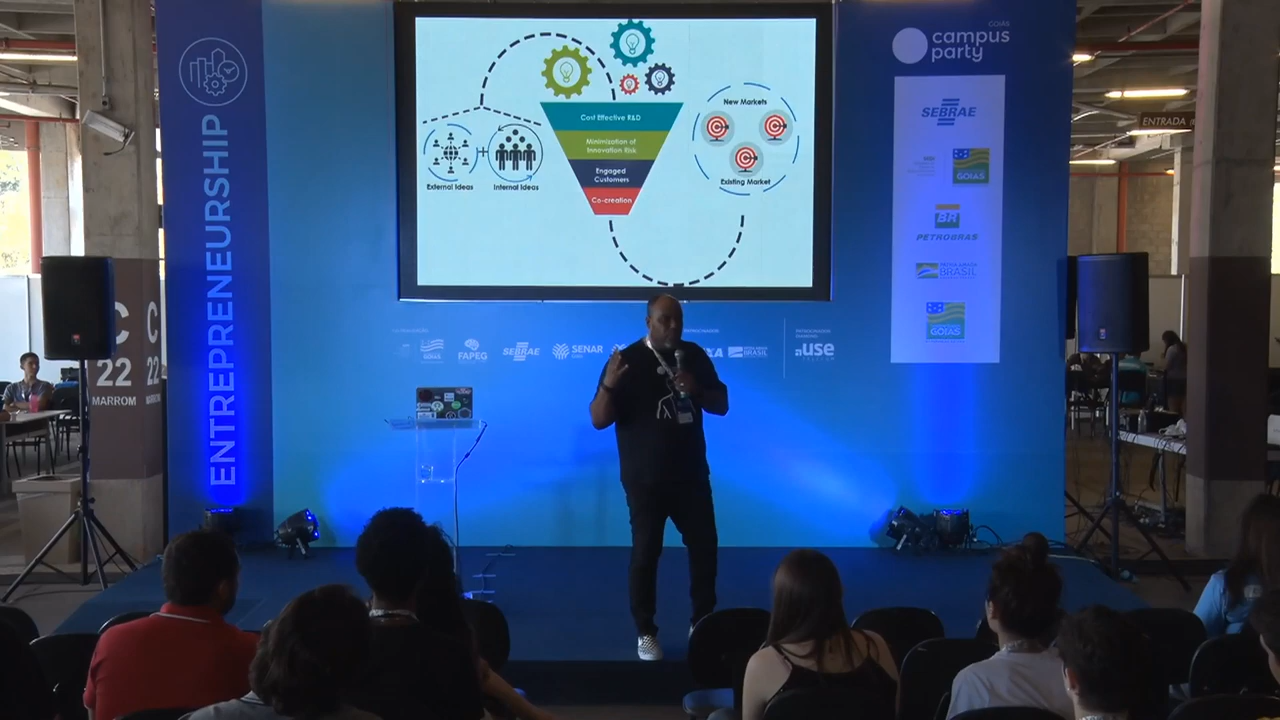 ENTREPRENEURSHIP
Cost Effective R&D
Minimization of
Innovation Risk
Engaged
Customers
Co-creation
External Ideas
+
Internal Ideas
New Markets
Existing Market
GOIÁS
campus
party
SEBRAE
GOIÁS
BR
PETROBRAS
PÁTRIA AMADA
BRASIL
GOIÁS
ENTRADA
C
22
MARROM
C
22
FAPEG
SEBRAE
SENAR
BRASIL
use